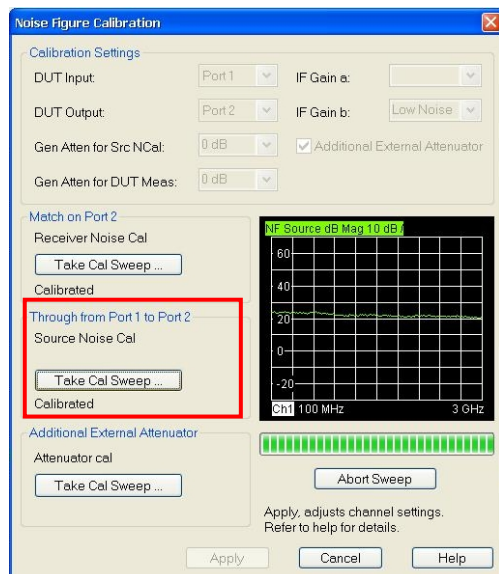 Noise Figure Calibration
Calibration Settings
DUT Input: Port 1 IF Gain a:
DUT Output: Port 2 IF Gain b: Low Noise
Gen Atten for Src NCal: 0 dB Additional External Attenuator
Gen Atten for DUT Meas: 0 dB
Match on Port 2
Receiver Noise Cal
Take Cal Sweep ...
Calibrated
Through from Port 1 to Port 2
Source Noise Cal
Take Cal Sweep ...
Calibrated
Additional External Attenuator
Attenuator cal
Take Cal Sweep ...
NF Source dB Mag 10 dB /
60
40
20
0
-20
Ch1 100 MHz 3 GHz
Abort Sweep
Apply, adjusts channel settings.
Refer to help for details.
Apply Cancel Help